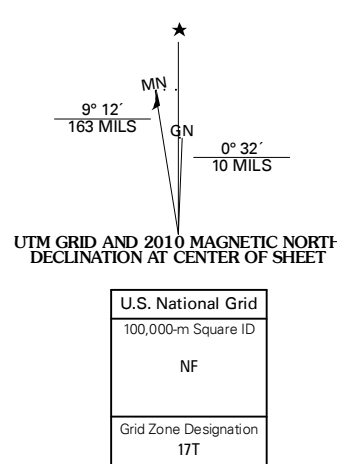 ★
MN
GN
9° 12´
163 MILS
0° 32´
10 MILS
UTM GRID AND 2010 MAGNETIC NORTH
DECLINATION AT CENTER OF SHEET
U.S. National Grid
100,000-m Square ID
NF
Grid Zone Designation
17T